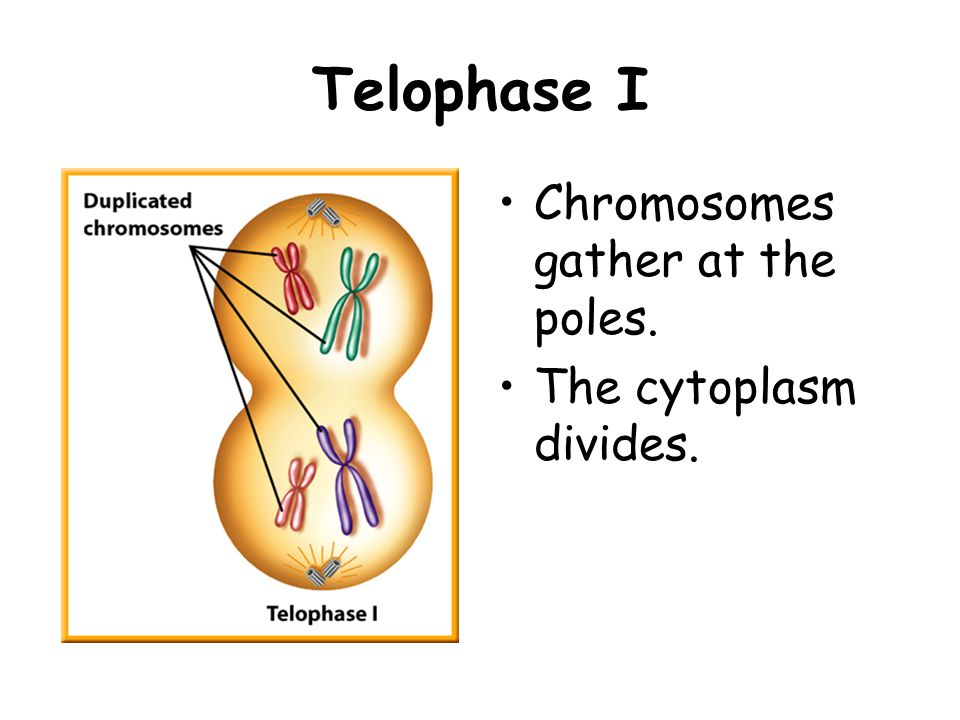 Telophase I
Duplicated
chromosomes
Telophase I
• Chromosomes
gather at the
poles.
• The cytoplasm
divides.